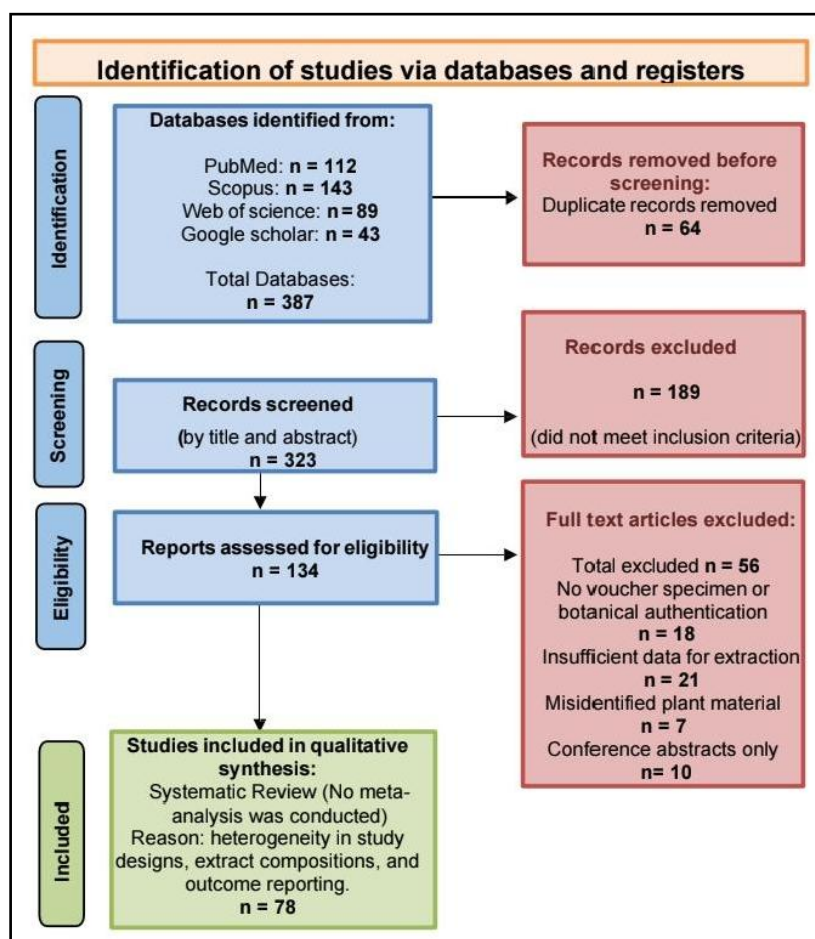 Identification of studies via databases and registers
Identification
Databases identified from:
PubMed: n = 112
Scopus: n = 143
Web of science: n = 89
Google scholar: n = 43
Total Databases:
n = 387
Records removed before
screening:
Duplicate records removed
n = 64
Screening
Records screened
(by title and abstract)
n = 323
Records excluded
n = 189
(did not meet inclusion criteria)
Eligibility
Reports assessed for eligibility
n = 134
Full text articles excluded:
Total excluded n = 56
No voucher specimen or
botanical authentication
n = 18
Insufficient data for extraction
n = 21
Misidentified plant material
n = 7
Conference abstracts only
n= 10
Included
Studies included in qualitative
synthesis:
Systematic Review (No meta-
analysis was conducted)
Reason: heterogeneity in study
designs, extract compositions, and
outcome reporting.
n = 78